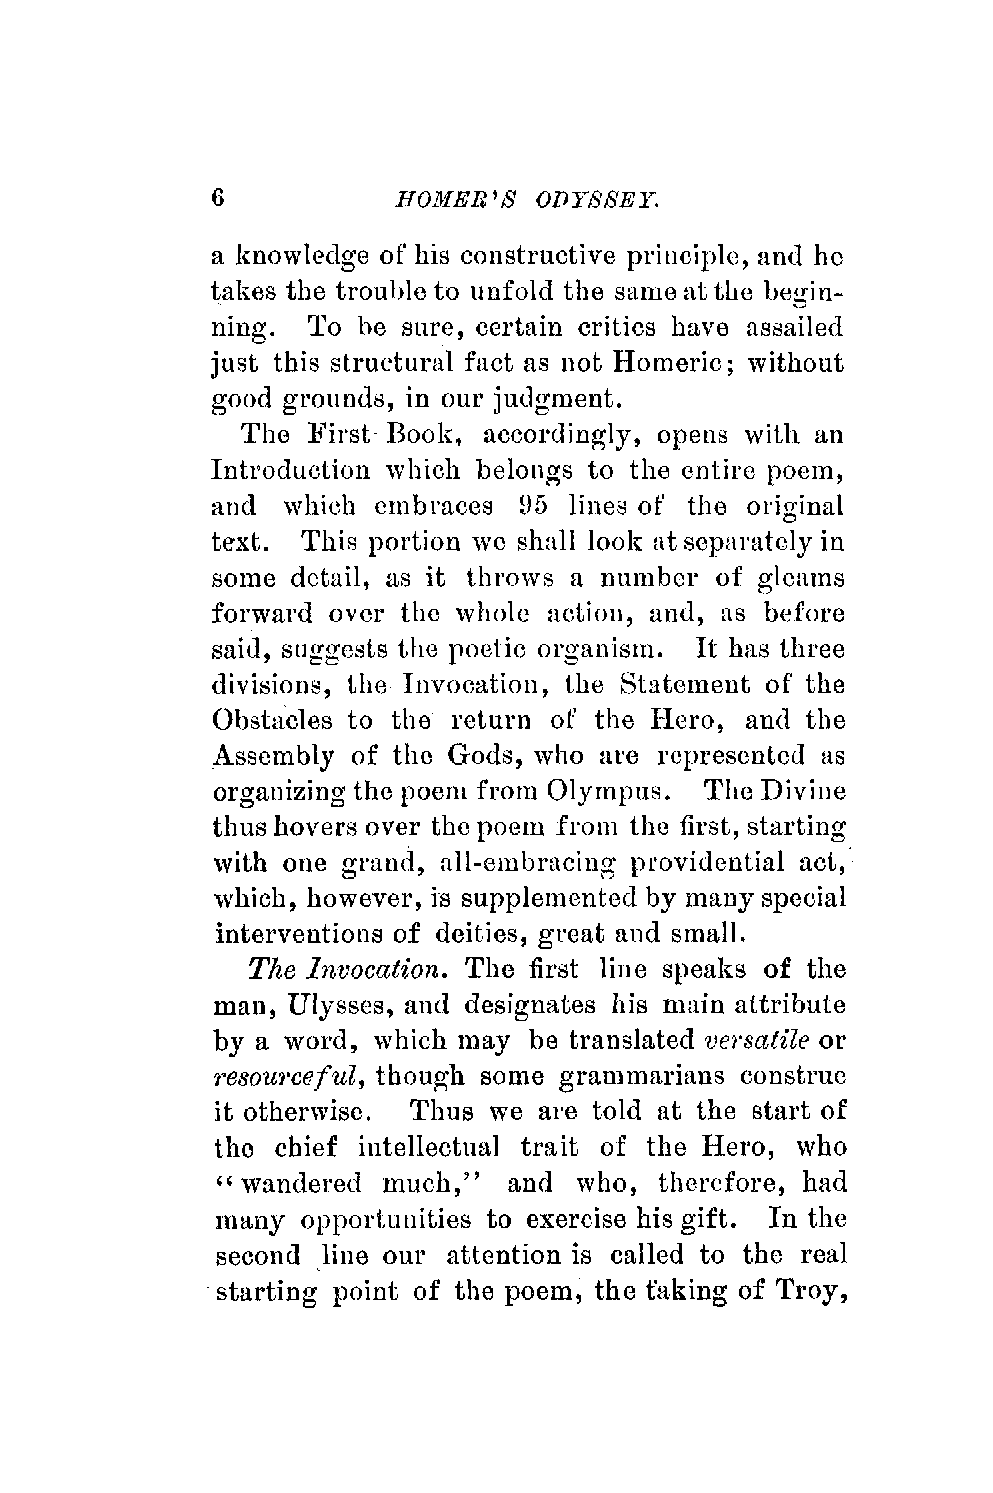 6 HOMER'S ODYSSEY.
a knowledge of his constructive principle, and he
takes the trouble to unfold the same at the begin-
ning. To be sure, certain critics have assailed
just this structural fact as not Homeric; without
good grounds, in our judgment.
The First Book, accordingly, opens with an
Introduction which belongs to the entire poem,
and which embraces 95 lines of the original
text. This portion we shall look at separately in
some detail, as it throws a number of gleams
forward over the whole action, and, as before
said, suggests the poetic organism. It has three
divisions, the Invocation, the Statement of the
Obstacles to the return of the Hero, and the
Assembly of the Gods, who are represented as
organizing the poem from Olympus. The Divine
thus hovers over the poem from the first, starting
with one grand, all-embracing providential act,
which, however, is supplemented by many special
interventions of deities, great and small.
The Invocation. The first line speaks of the
man, Ulysses, and designates his main attribute
by a word, which may be translated versatile or
resourceful, though some grammarians construe
it otherwise. Thus we are told at the start of
the chief intellectual trait of the Hero, who
"wandered much," and who, therefore, had
many opportunities to exercise his gift. In the
second line our attention is called to the real
starting point of the poem, the taking of Troy,